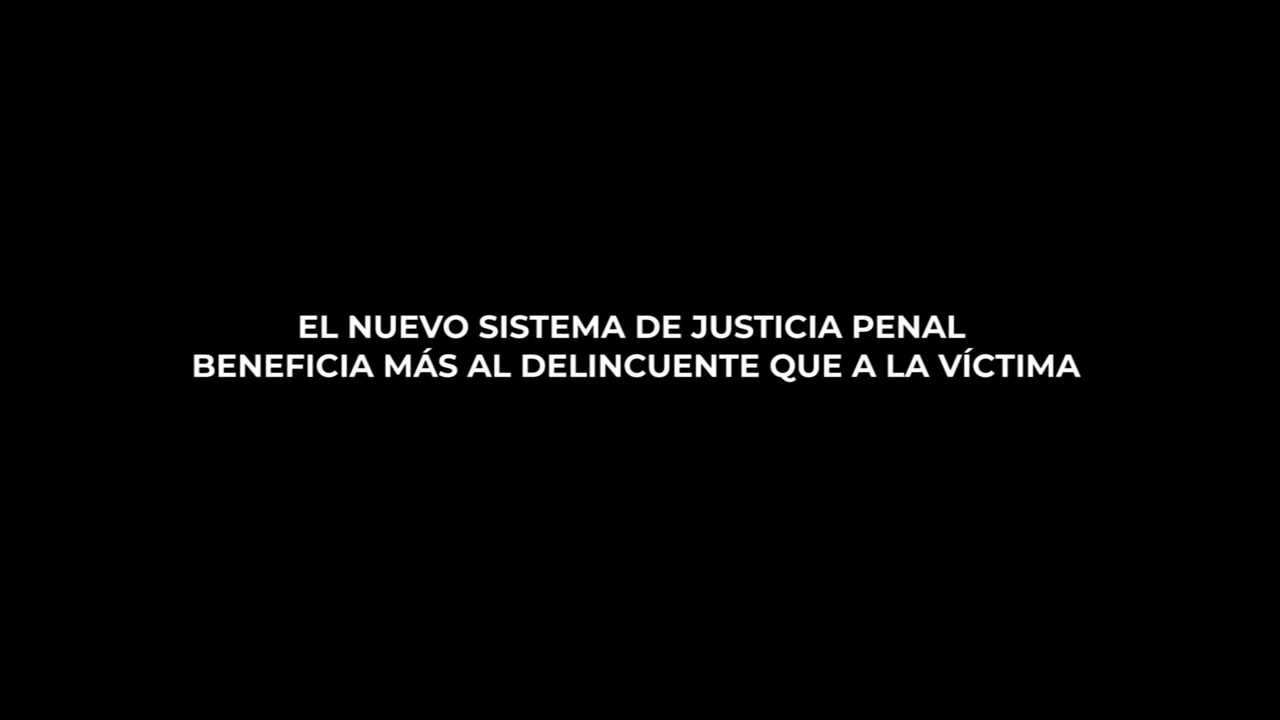 EL NUEVO SISTEMA DE JUSTICIA PENAL
BENEFICIA MÁS AL DELINCUENTE QUE A LA VÍCTIMA